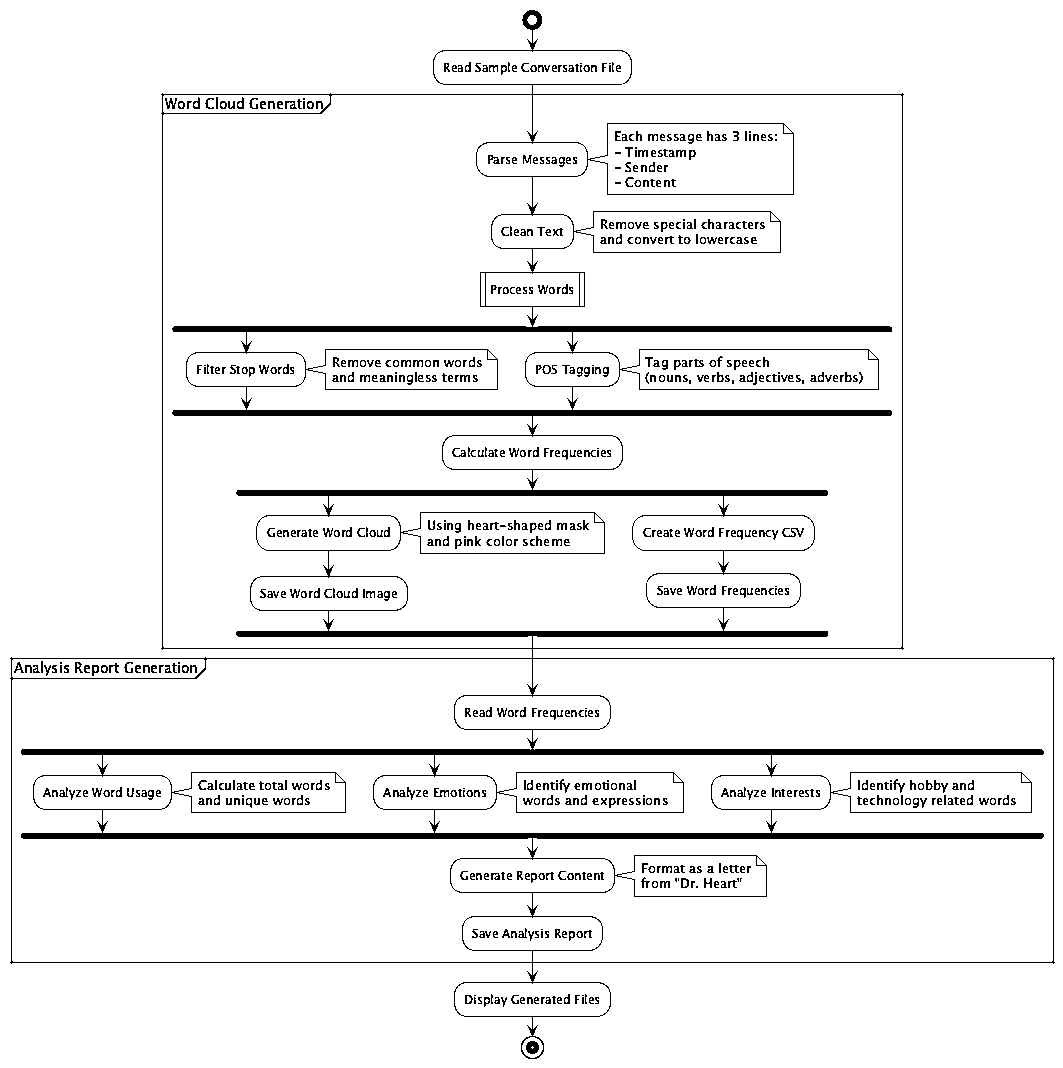 Read Sample Conversation File
Word Cloud Generation
Parse Messages
Each message has 3 lines:
- Timestamp
- Sender
- Content
Clean Text
Remove special characters
and convert to lowercase
Process Words
Filter Stop Words
Remove common words
and meaningless terms
POS Tagging
Tag parts of speech
(nouns, verbs, adjectives, adverbs)
Calculate Word Frequencies
Generate Word Cloud
Using heart-shaped mask
and pink color scheme
Create Word Frequency CSV
Save Word Cloud Image
Save Word Frequencies
Analysis Report Generation
Read Word Frequencies
Analyze Word Usage
Calculate total words
and unique words
Analyze Emotions
Identify emotional
words and expressions
Analyze Interests
Identify hobby and
technology related words
Generate Report Content
Format as a letter
from "Dr. Heart"
Save Analysis Report
Display Generated Files